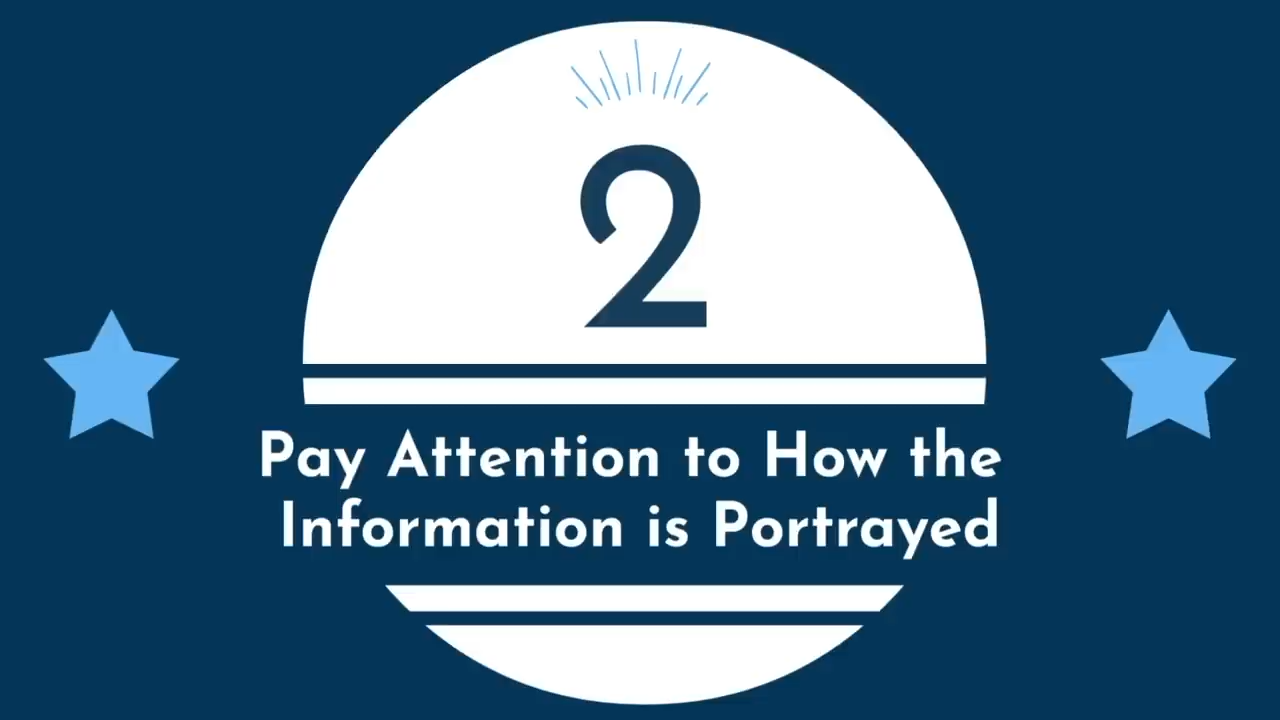 2
Pay Attention to How the
Information is Portrayed